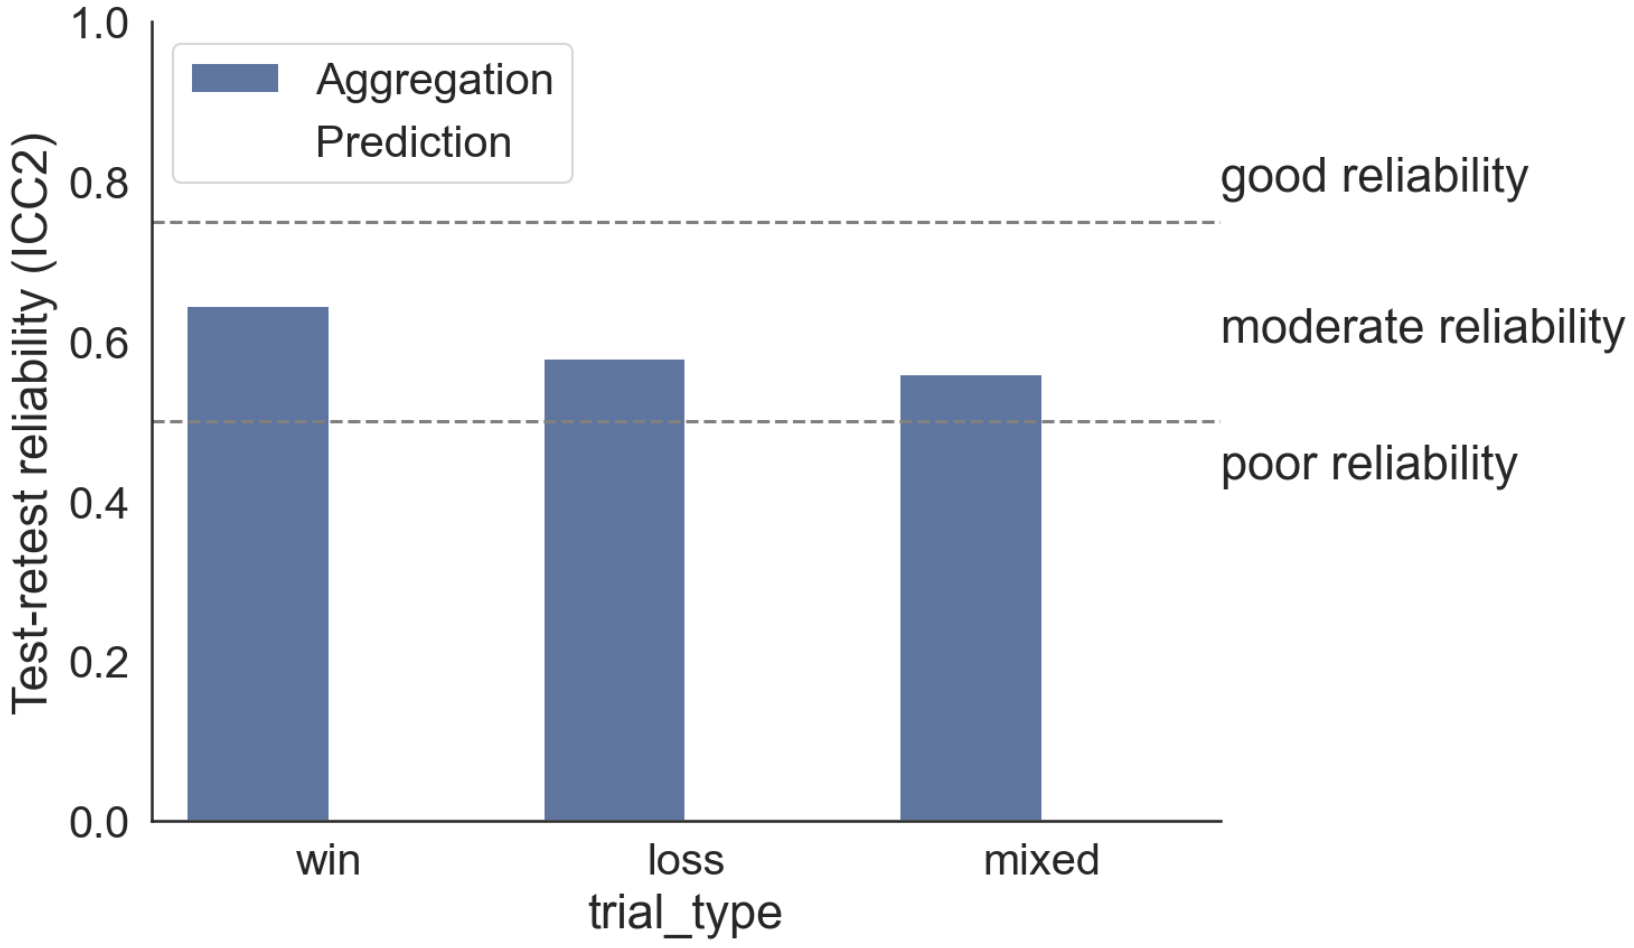 1.0
Aggregation
Prediction
0.8
good reliability
0.6
moderate reliability
0.4
poor reliability
0.2
0.0
Test-retest reliability (ICC2)
win
loss
mixed
trial_type